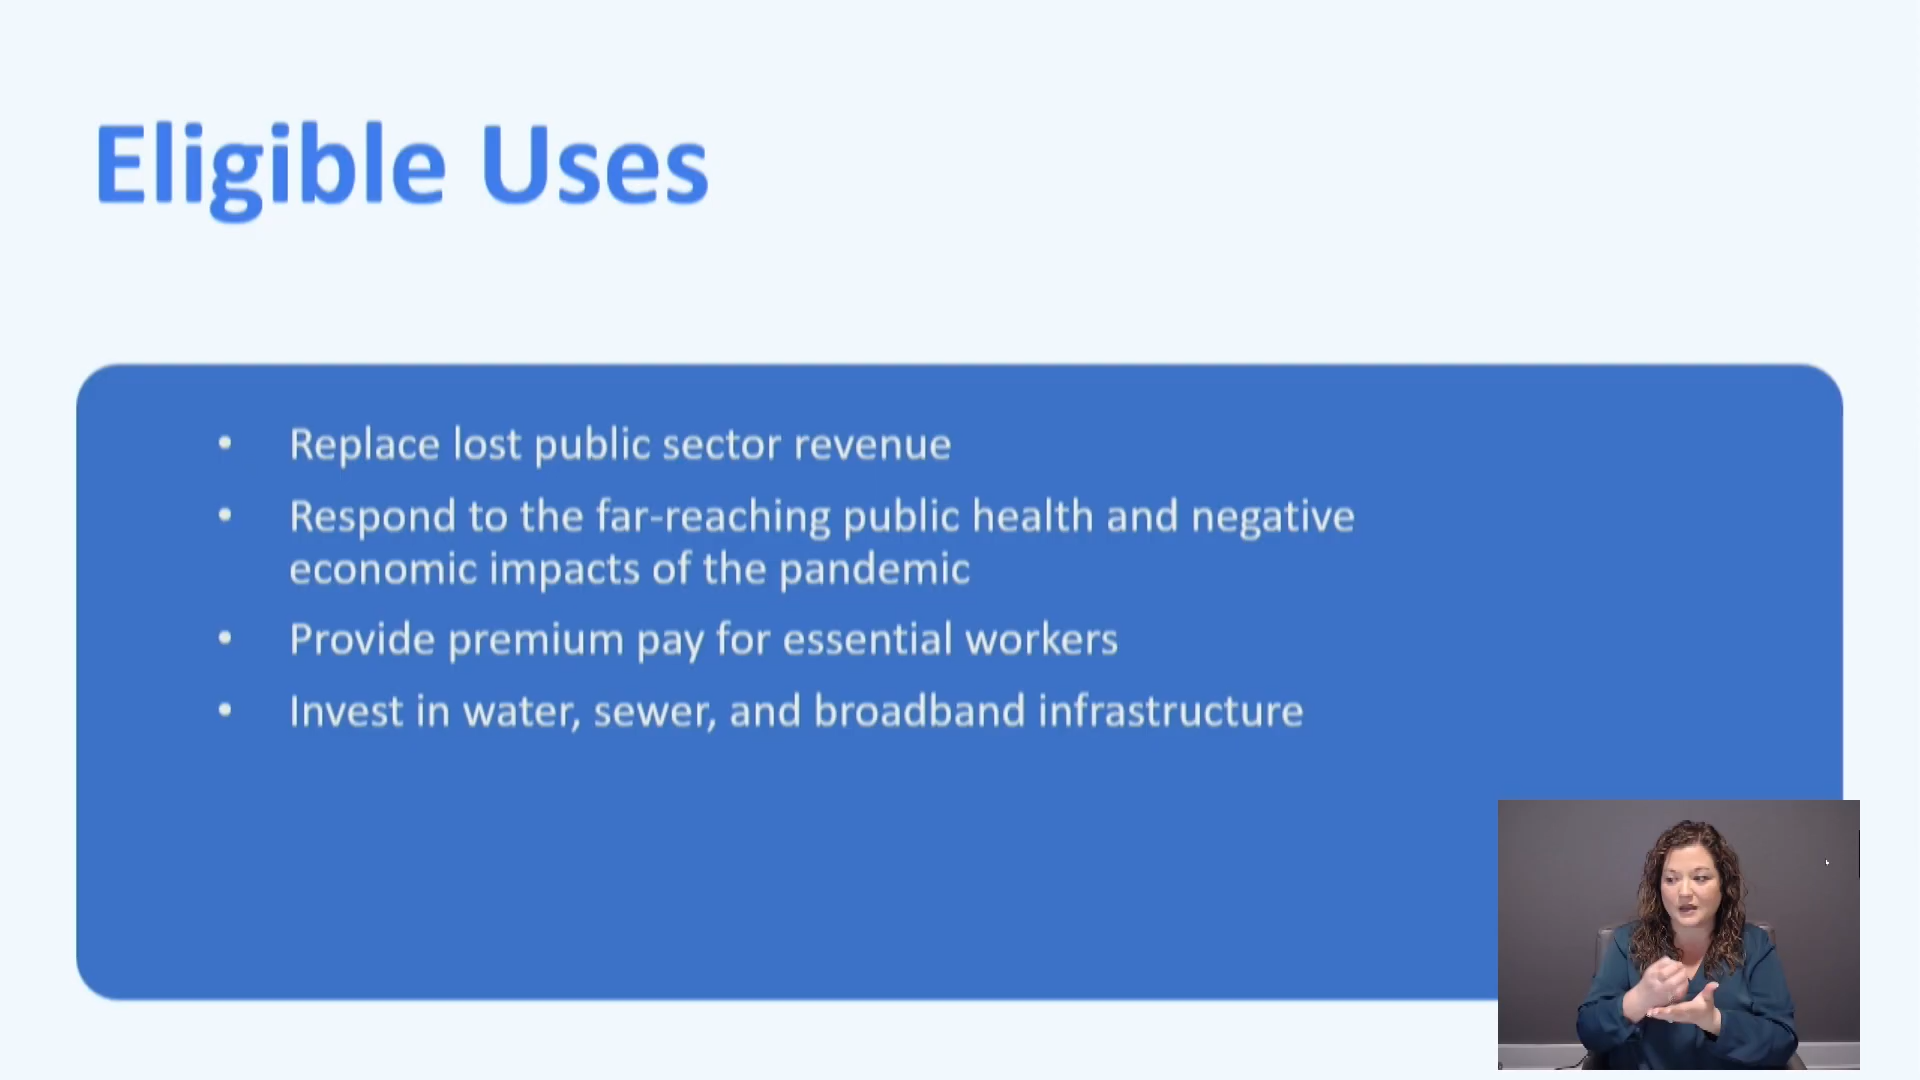 Eligible Uses
• Replace lost public sector revenue
• Respond to the far-reaching public health and negative
economic impacts of the pandemic
• Provide premium pay for essential workers
• Invest in water, sewer, and broadband infrastructure